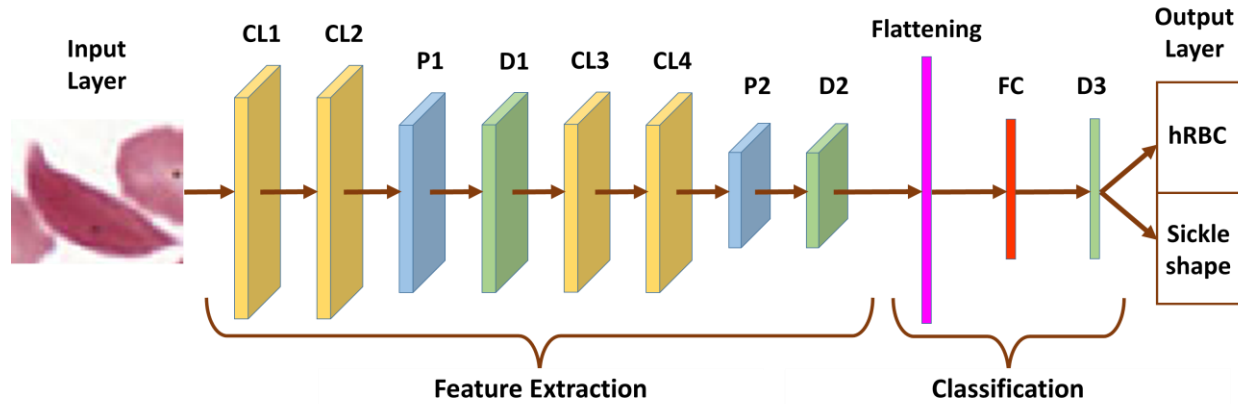 Input
Layer
CL1
CL2
P1
D1
CL3
CL4
P2
D2
Flattening
FC
D3
Output
Layer
hRBC
Sickle
shape
Feature Extraction
Classification